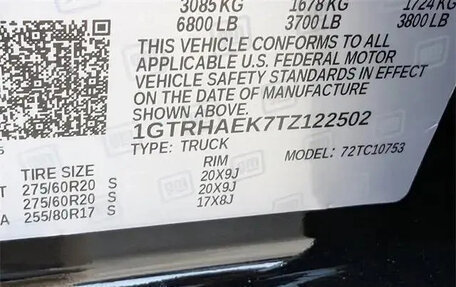 3085 KG 1678 KG 1724 KG
6800 LB 3700 LB 3800 LB
THIS VEHICLE CONFORMS TO ALL
APPLICABLE U.S. FEDERAL MOTOR
VEHICLE SAFETY STANDARDS IN EFFECT
ON THE DATE OF MANUFACTURE
SHOWN ABOVE.
1GTRHAEK7TZ122502
TYPE: TRUCK MODEL: 72TC10753
TIRE SIZE RIM
275/60R20 S 20X9J
275/60R20 S 20X9J
A 255/80R17 S 17X8J